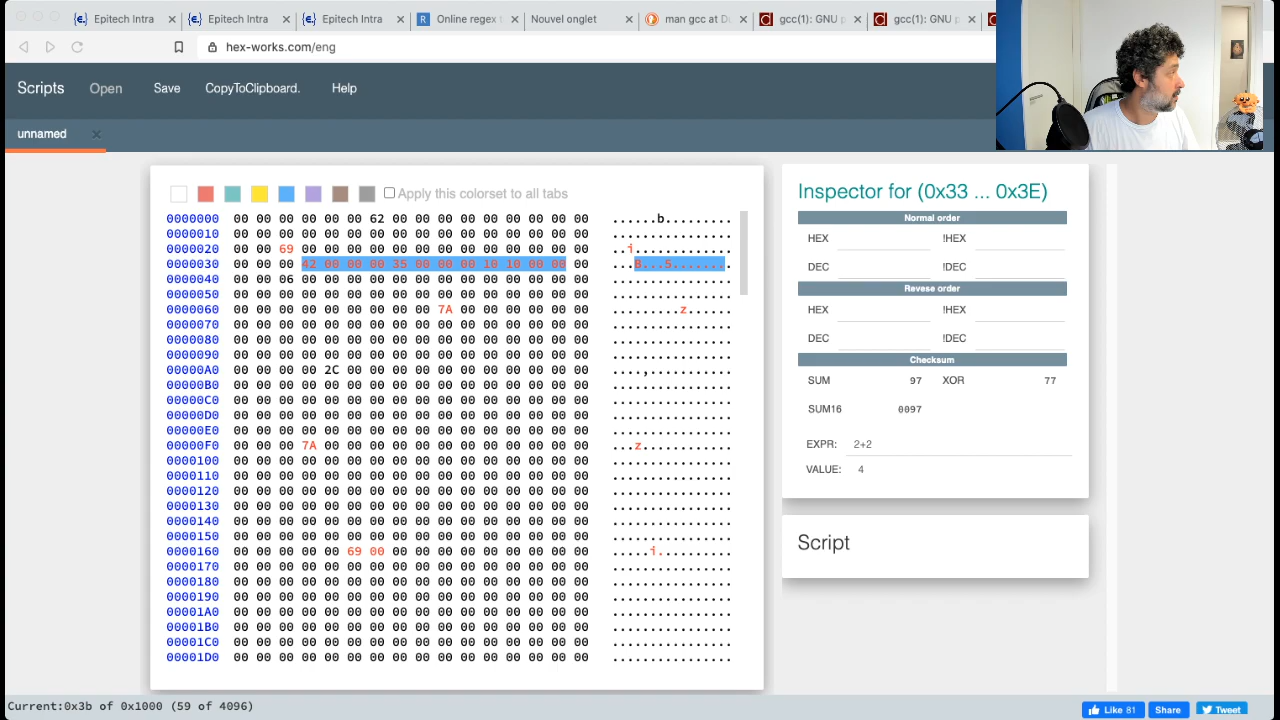 Epitech Intra × Epitech Intra × Epitech Intra × R Online regex t × Nouvel onglet × man gcc at Du × gcc(1): GNU p × gcc(1): GNU p ×
hex-works.com/eng
Scripts Open Save CopyToClipboard. Help
unnamed ×
Apply this colorset to all tabs
0000000 00 00 00 00 00 00 62 00 00 00 00 00 00 00 00 00 ......b.........
0000010 00 00 00 00 00 00 00 00 00 00 00 00 00 00 00 00 ................
0000020 00 00 69 00 00 00 00 00 00 00 00 00 00 00 00 00 ..i.............
0000030 00 00 00 42 00 00 00 35 00 00 00 10 10 00 00 00 ...B...5........
0000040 00 00 06 00 00 00 00 00 00 00 00 00 00 00 00 00 ................
0000050 00 00 00 00 00 00 00 00 00 00 00 00 00 00 00 00 ................
0000060 00 00 00 00 00 00 00 00 00 7A 00 00 00 00 00 00 .........z......
0000070 00 00 00 00 00 00 00 00 00 00 00 00 00 00 00 00 ................
0000080 00 00 00 00 00 00 00 00 00 00 00 00 00 00 00 00 ................
0000090 00 00 00 00 00 00 00 00 00 00 00 00 00 00 00 00 ................
00000A0 00 00 00 00 2C 00 00 00 00 00 00 00 00 00 00 00 ....,...........
00000B0 00 00 00 00 00 00 00 00 00 00 00 00 00 00 00 00 ................
00000C0 00 00 00 00 00 00 00 00 00 00 00 00 00 00 00 00 ................
00000D0 00 00 00 00 00 00 00 00 00 00 00 00 00 00 00 00 ................
00000E0 00 00 00 00 00 00 00 00 00 00 00 00 00 00 00 00 ................
00000F0 00 00 00 7A 00 00 00 00 00 00 00 00 00 00 00 00 ...z............
0000100 00 00 00 00 00 00 00 00 00 00 00 00 00 00 00 00 ................
0000110 00 00 00 00 00 00 00 00 00 00 00 00 00 00 00 00 ................
0000120 00 00 00 00 00 00 00 00 00 00 00 00 00 00 00 00 ................
0000130 00 00 00 00 00 00 00 00 00 00 00 00 00 00 00 00 ................
0000140 00 00 00 00 00 00 00 00 00 00 00 00 00 00 00 00 ................
0000150 00 00 00 00 00 00 00 00 00 00 00 00 00 00 00 00 ................
0000160 00 00 00 00 00 69 00 00 00 00 00 00 00 00 00 00 .....i..........
0000170 00 00 00 00 00 00 00 00 00 00 00 00 00 00 00 00 ................
0000180 00 00 00 00 00 00 00 00 00 00 00 00 00 00 00 00 ................
0000190 00 00 00 00 00 00 00 00 00 00 00 00 00 00 00 00 ................
00001A0 00 00 00 00 00 00 00 00 00 00 00 00 00 00 00 00 ................
00001B0 00 00 00 00 00 00 00 00 00 00 00 00 00 00 00 00 ................
00001C0 00 00 00 00 00 00 00 00 00 00 00 00 00 00 00 00 ................
00001D0 00 00 00 00 00 00 00 00 00 00 00 00 00 00 00 00 ................
Inspector for (0x33 ... 0x3E)
Normal order
HEX !HEX
DEC !DEC
Revese order
HEX !HEX
DEC !DEC
Checksum
SUM 97 XOR 77
SUM16 0097
EXPR: 2+2
VALUE: 4
Script
Current:0x3b of 0x1000 (59 of 4096)
Like 81 Share Tweet